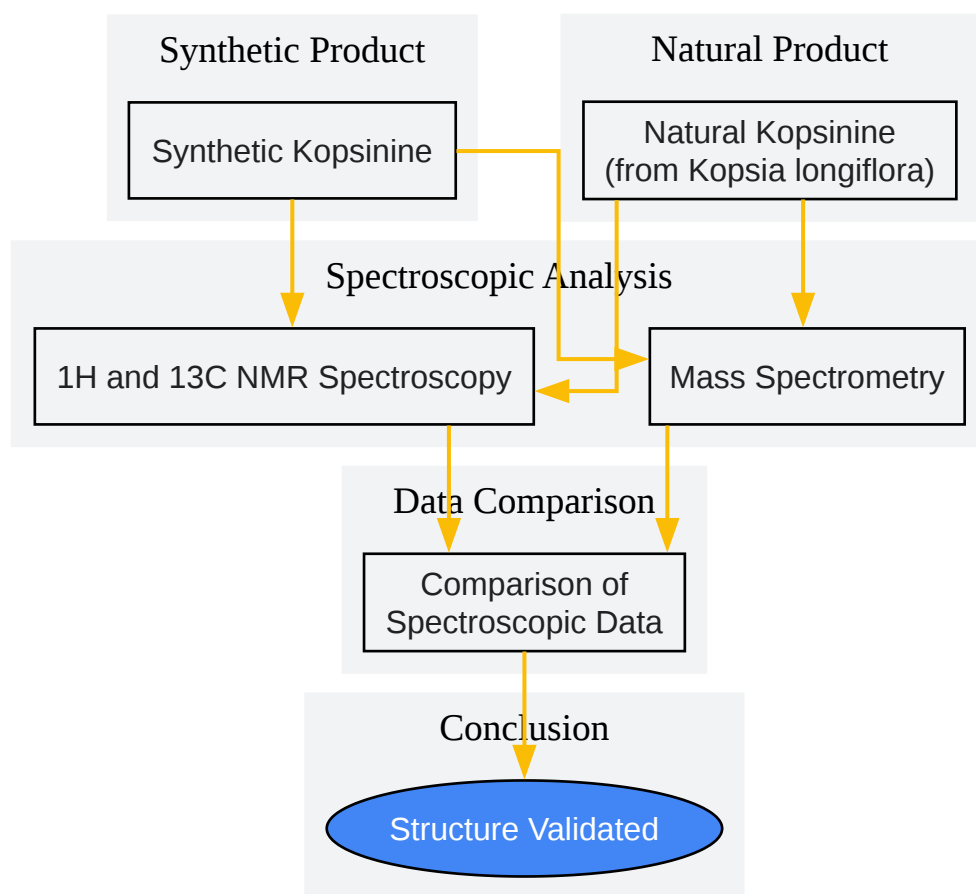 Synthetic Product
Natural Product
Synthetic Kopsinine
Natural Kopsinine
(from Kopsia longiflora)
Spectroscopic Analysis
1H and 13C NMR Spectroscopy
Mass Spectrometry
Data Comparison
Comparison of
Spectroscopic Data
Conclusion
Structure Validated